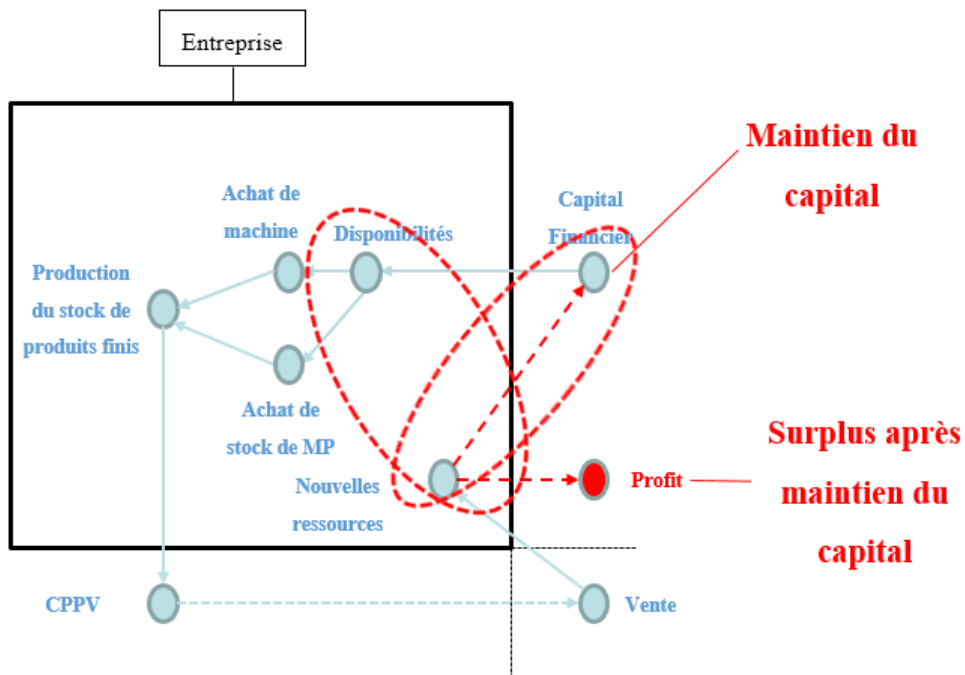 Entreprise
Maintien du
capital
Achat de
machine
Disponibilités
Capital
Financier
Production
du stock de
produits finis
Achat de
stock de MP
Nouvelles
ressources
Profit
Surplus après
maintien du
capital
CPPV
Vente